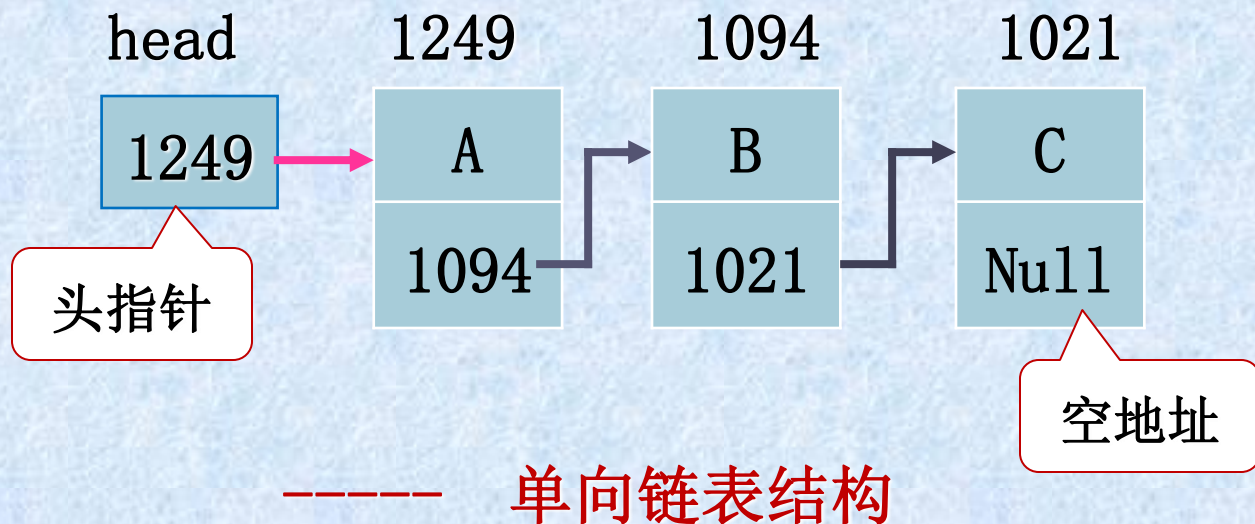 head 1249 1094 1021
1249 A B C
1094 1021 Null
头指针
空地址
----- 单向链表结构